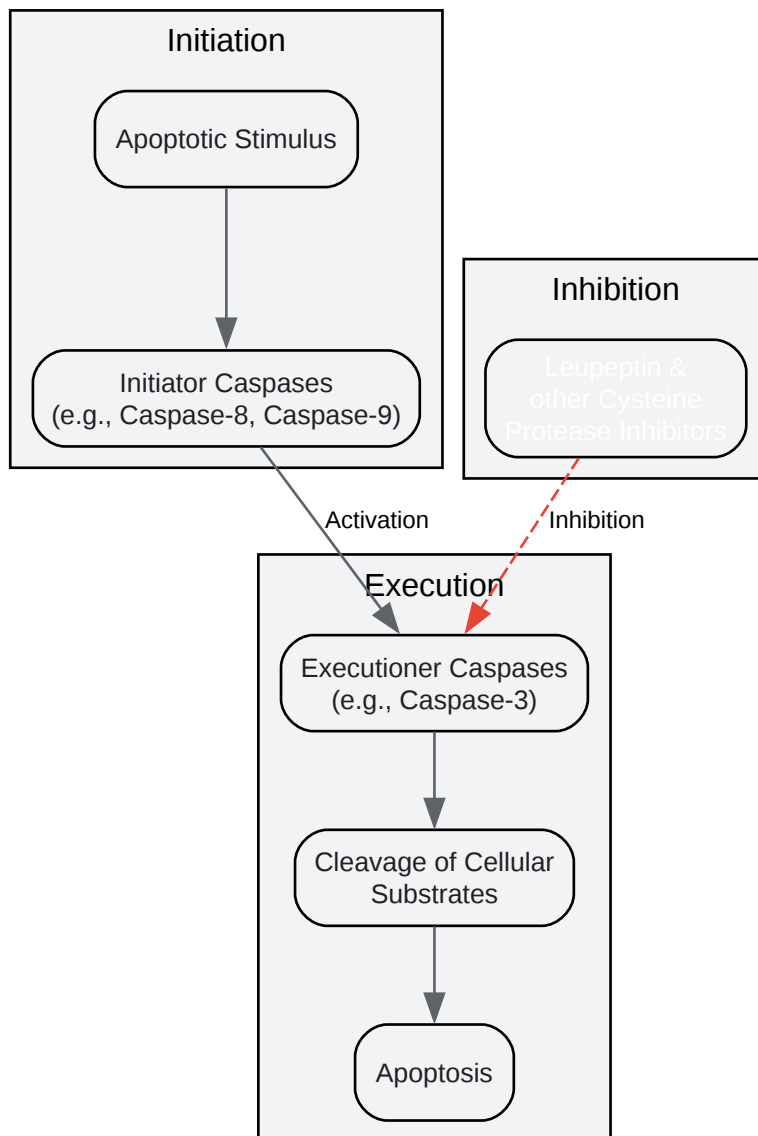 Initiation
Apoptotic Stimulus
Inhibition
Initiator Caspases
(e.g., Caspase-8, Caspase-9)
Leupeptin &
other Cysteine
Protease Inhibitors
Activation
Inhibition
Execution
Executioner Caspases
(e.g., Caspase-3)
Cleavage of Cellular
Substrates
Apoptosis